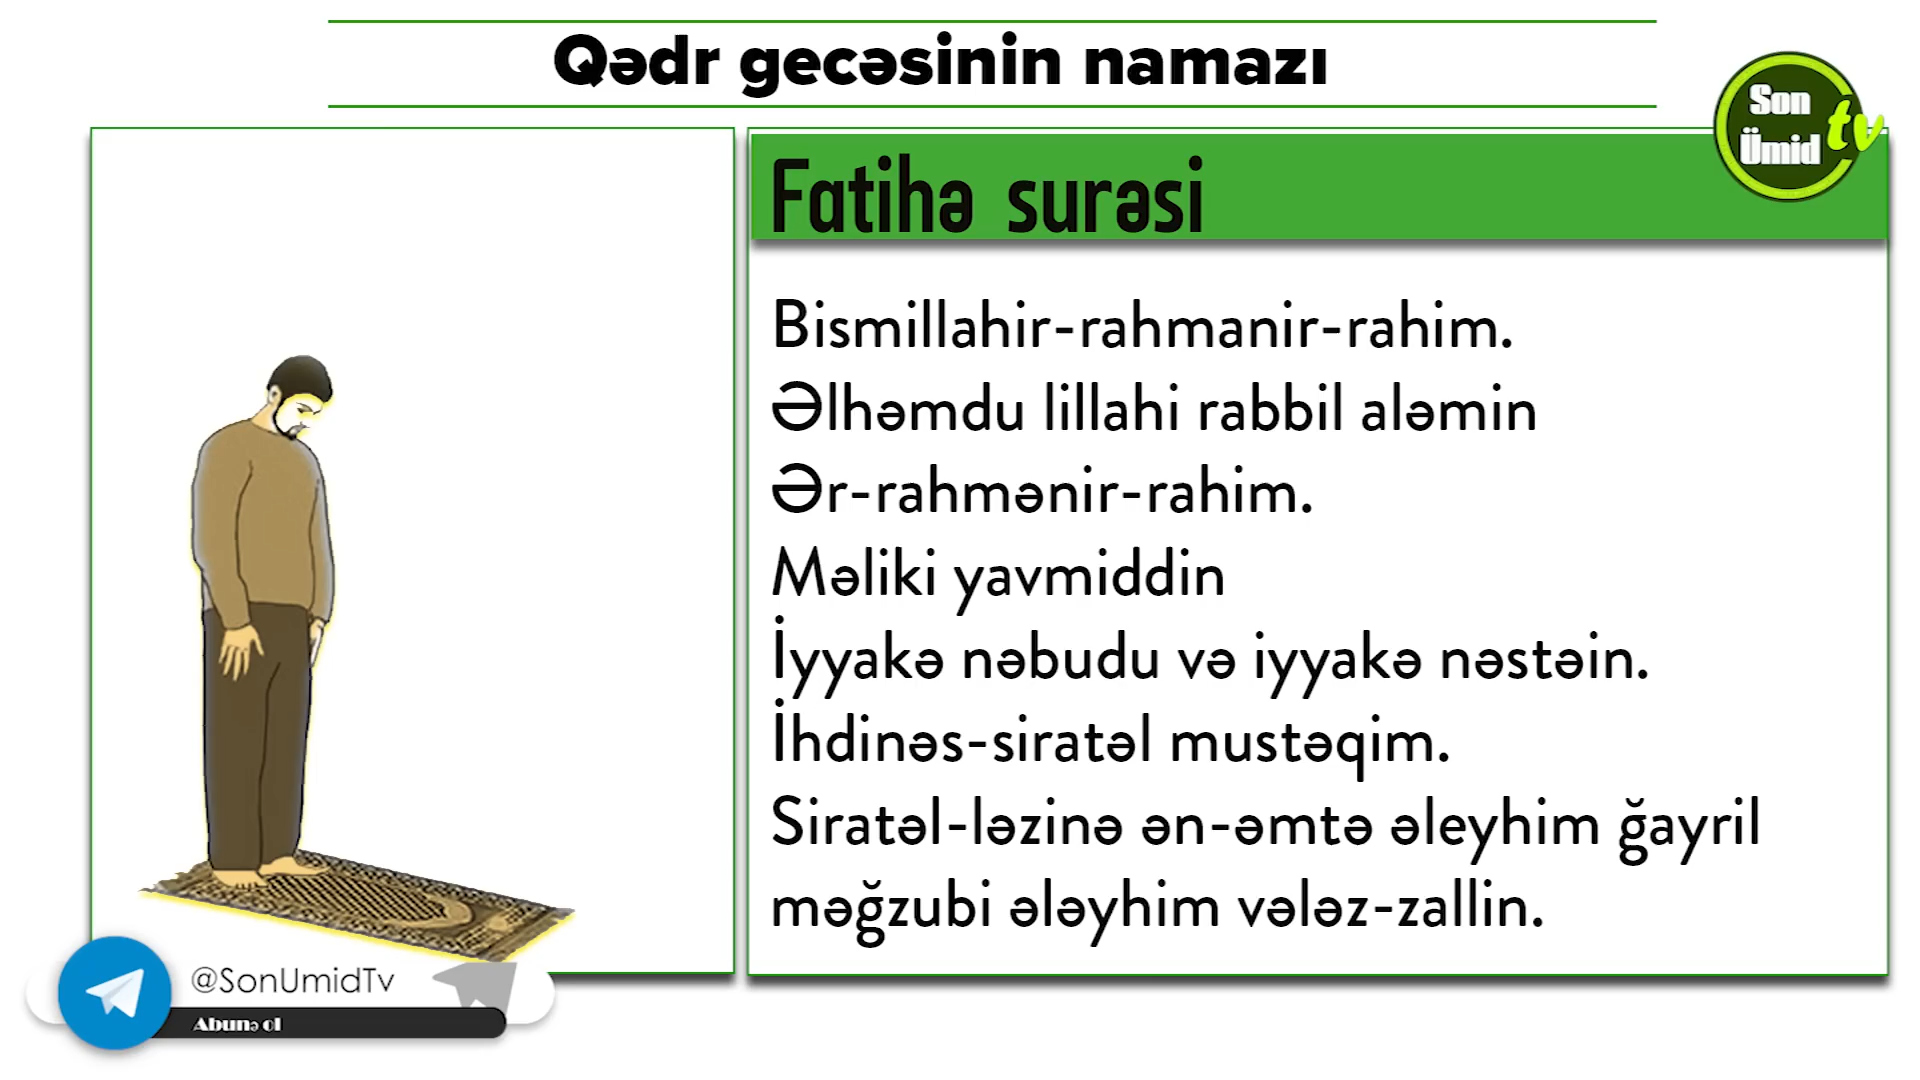 Qədr gecəsinin namazı
Son
Ümid
tv
Fatihə surəsi
Bismillahir-rahmanir-rahim.
Əlhəmdu lillahi rabbil aləmin
Ər-rahmənir-rahim.
Məliki yavmiddin
İyyakə nəbudu və iyyakə nəstəin.
İhdinəs-siratəl mustəqim.
Siratəl-ləzinə ən-əmtə əleyhim ğayril
məğzubi ələyhim vələz-zallin.
@SonUmidTv
Abunə ol